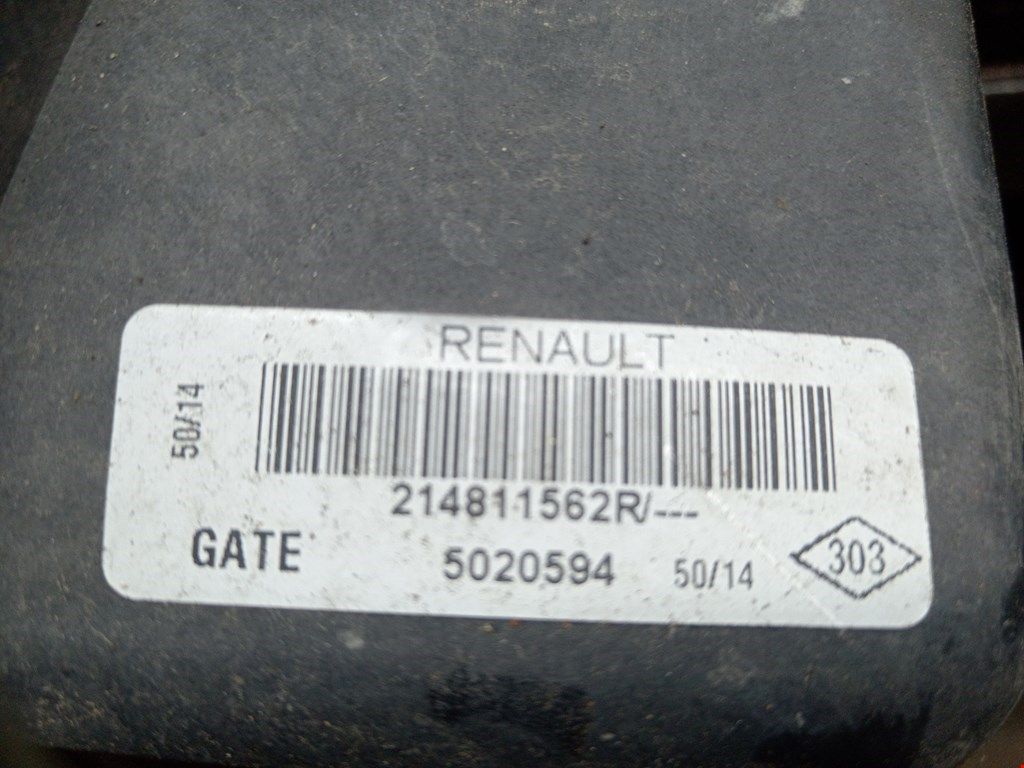 RENAULT
50/14
214811562R/---
GATE 5020594 50/14 303